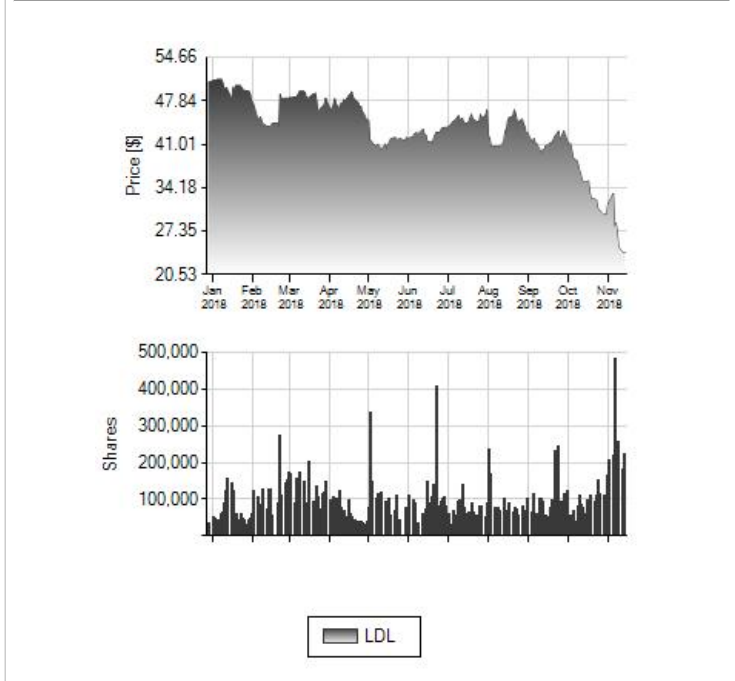 54.66
47.84
41.01
34.18
27.35
20.53
Price [$]
Jan Feb Mar Apr May Jun Jul Aug Sep Oct Nov
2018 2018 2018 2018 2018 2018 2018 2018 2018 2018 2018
500,000
400,000
300,000
200,000
100,000
Shares
LDL